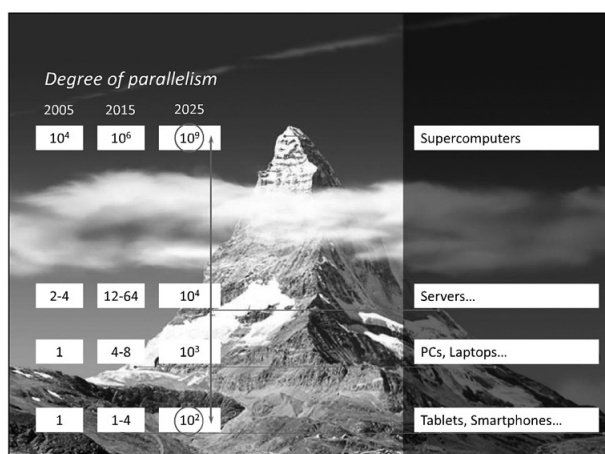 Degree of parallelism
2005 2015 2025
10⁴ 10⁶ 10⁹ Supercomputers
2-4 12-64 10⁴ Servers...
1 4-8 10³ PCs, Laptops...
1 1-4 10² Tablets, Smartphones...